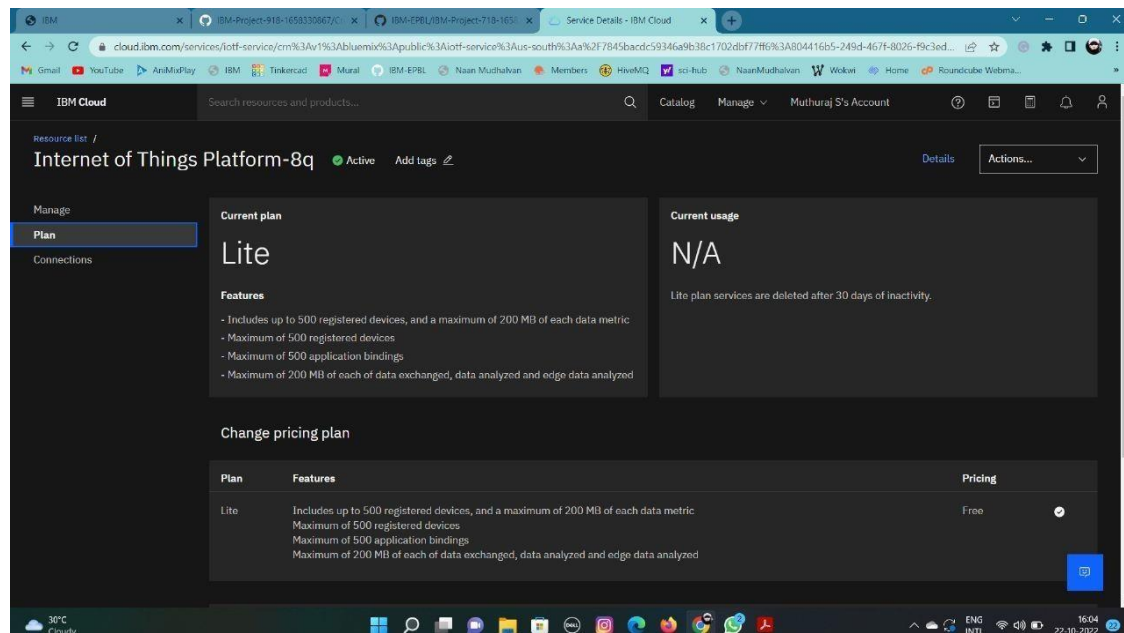 IBM
IBM-Project-918-1658330867/C
IBM-EPBL/IBM-Project-718-1658
Service Details - IBM Cloud
cloud.ibm.com/services/iotf-service/crn%3Av1%3Abluemix%3Apublic%3Aiotf-service%3Aus-south%3Aa%2F7845bacdc59346a9b38c1702dbf77ff6%3A804416b5-249d-467f-8026-f9c3ed...
Gmail YouTube AniMixPlay IBM Tinkercad Mural IBM-EPBL Naan Mudhalvan Members HiveMQ sci-hub NaanMudhalvan Wokwi Home Roundcube Webma...
IBM Cloud
Search resources and products...
Catalog
Manage
Muthuraj S's Account
Resource list /
Internet of Things Platform-8q
Active
Add tags
Details
Actions...
Manage
Plan
Connections
Current plan
Lite
Features
- Includes up to 500 registered devices, and a maximum of 200 MB of each data metric
- Maximum of 500 registered devices
- Maximum of 500 application bindings
- Maximum of 200 MB of each of data exchanged, data analyzed and edge data analyzed
Current usage
N/A
Lite plan services are deleted after 30 days of inactivity.
Change pricing plan
Plan Features Pricing
Lite
Includes up to 500 registered devices, and a maximum of 200 MB of each data metric
Maximum of 500 registered devices
Maximum of 500 application bindings
Maximum of 200 MB of each of data exchanged, data analyzed and edge data analyzed
Free
30°C
Cloudy
DELL
ENG
INTL
16:04
22-10-2022
22